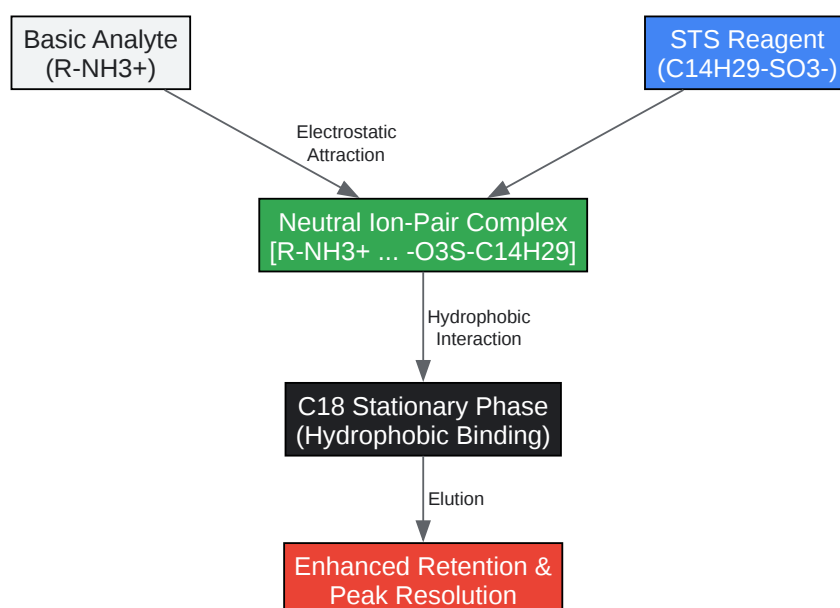 Basic Analyte
(R-NH3+)
STS Reagent
(C14H29-SO3-)
Electrostatic
Attraction
Neutral Ion-Pair Complex
[R-NH3+ ... -O3S-C14H29]
Hydrophobic
Interaction
C18 Stationary Phase
(Hydrophobic Binding)
Elution
Enhanced Retention &
Peak Resolution